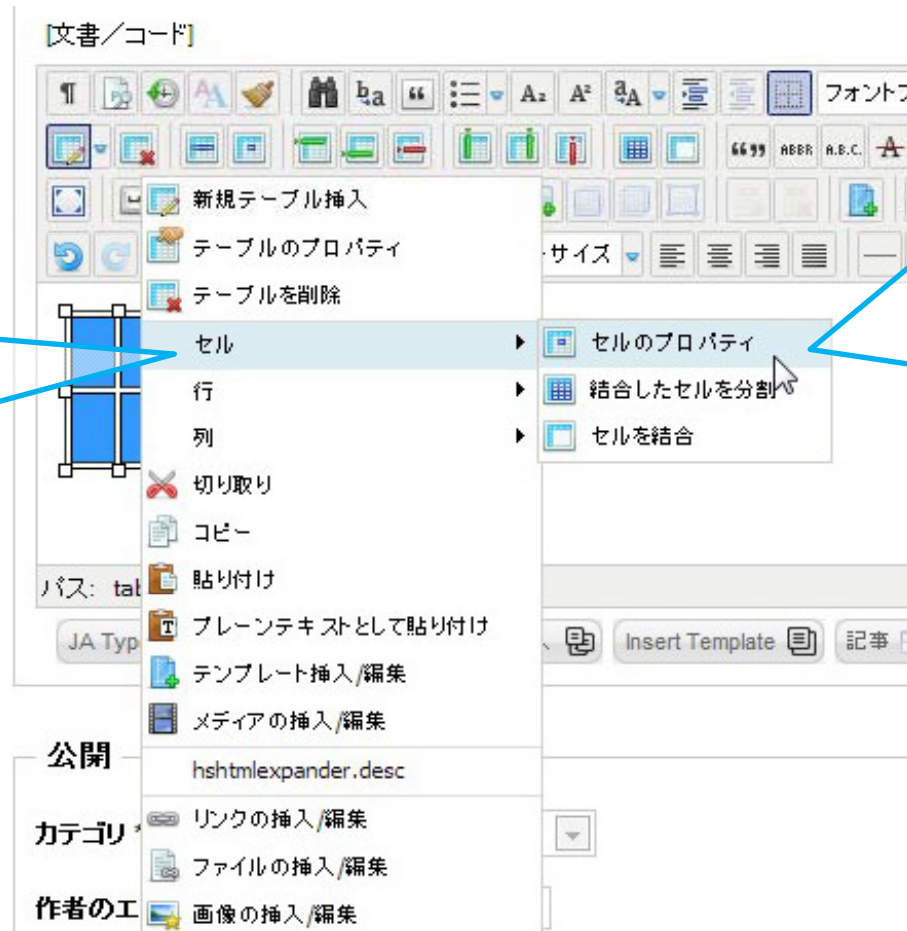 [文書／コード]
フォントフ
ABBR A.B.C.
新規テーブル挿入
テーブルのプロパティ
サイズ
テーブルを削除
セル
セルのプロパティ
行
結合したセルを分割
列
セルを結合
切り取り
コピー
貼り付け
パス: tab
プレーンテキストとして貼り付け
JA Typ
Insert Template
記事
テンプレート挿入/編集
メディアの挿入/編集
公開
hshtmlexpander.desc
カテゴリ *
リンクの挿入/編集
ファイルの挿入/編集
作者のエ
画像の挿入/編集